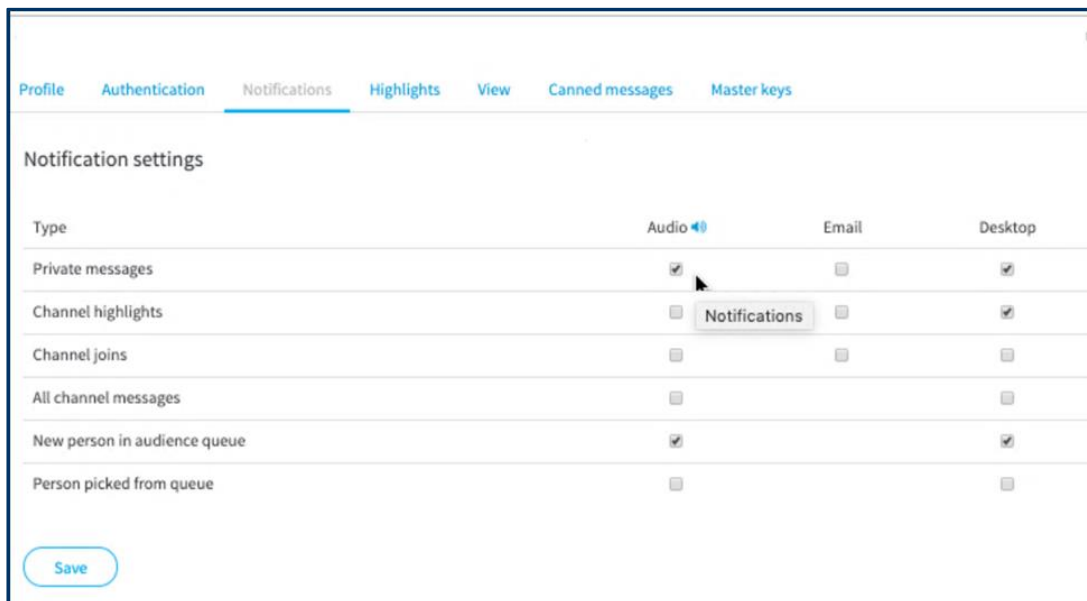 Profile Authentication Notifications Highlights View Canned messages Master keys
Notification settings
Type Audio Email Desktop
Private messages
Channel highlights
Notifications
Channel joins
All channel messages
New person in audience queue
Person picked from queue
Save